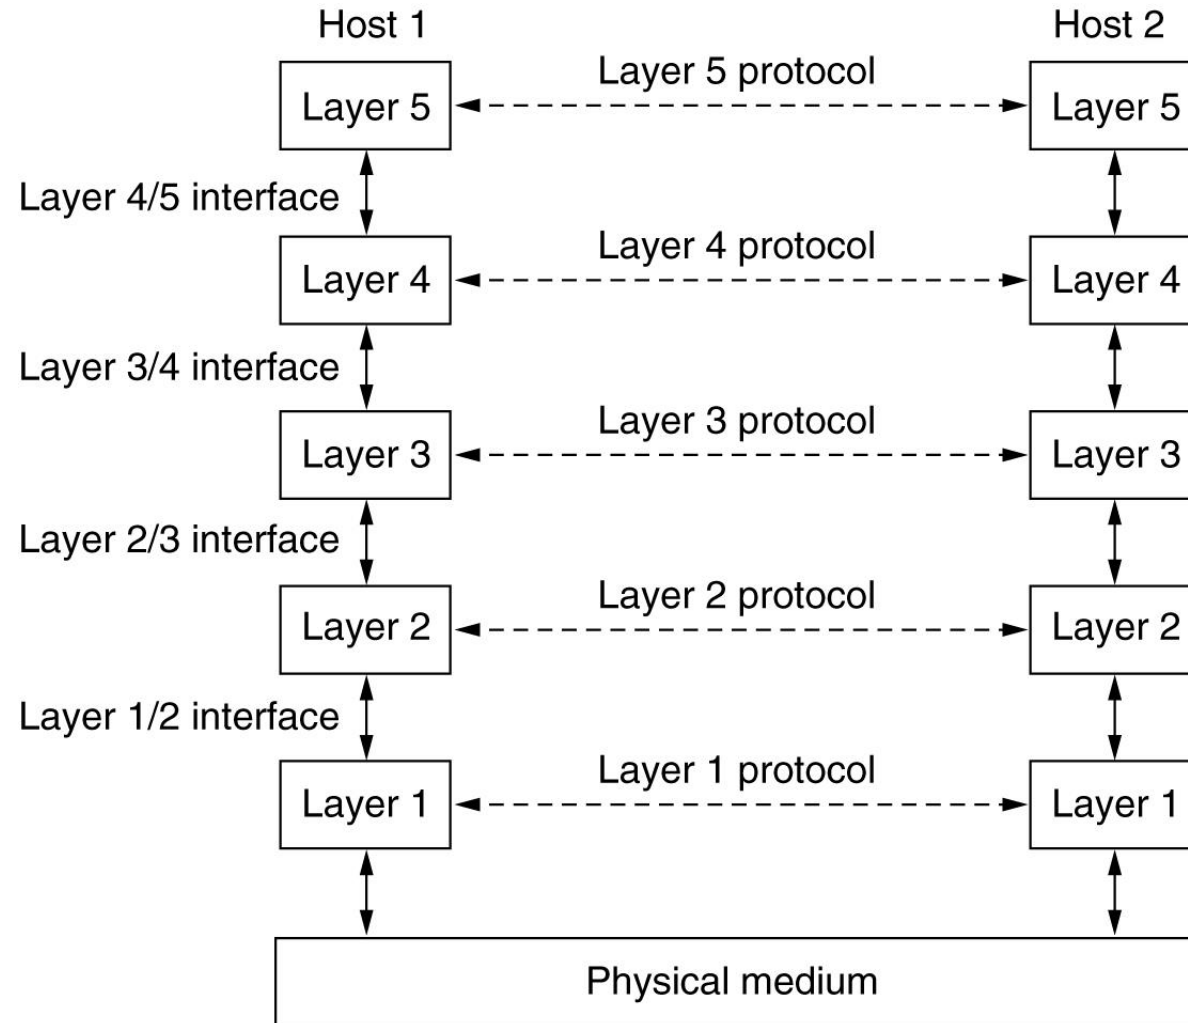 Host 1
Host 2
Layer 5 protocol
Layer 5
Layer 5
Layer 4/5 interface
Layer 4 protocol
Layer 4
Layer 4
Layer 3/4 interface
Layer 3 protocol
Layer 3
Layer 3
Layer 2/3 interface
Layer 2 protocol
Layer 2
Layer 2
Layer 1/2 interface
Layer 1 protocol
Layer 1
Layer 1
Physical medium